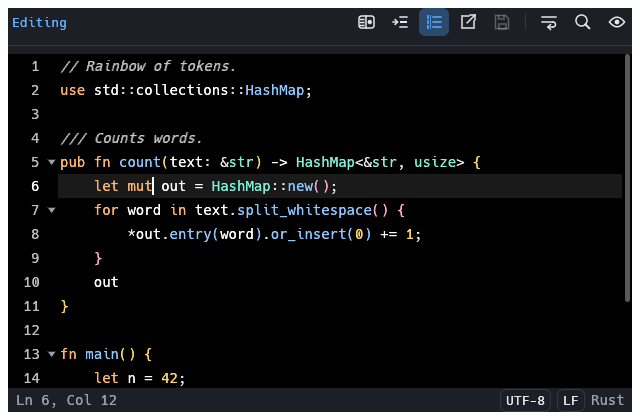 Editing
1 // Rainbow of tokens.
2 use std::collections::HashMap;
3
4 /// Counts words.
5 pub fn count(text: &str) -> HashMap<&str, usize> {
6     let mut out = HashMap::new();
7     for word in text.split_whitespace() {
8         *out.entry(word).or_insert(0) += 1;
9     }
10     out
11 }
12
13 fn main() {
14     let n = 42;
Ln 6, Col 12 UTF-8 LF Rust